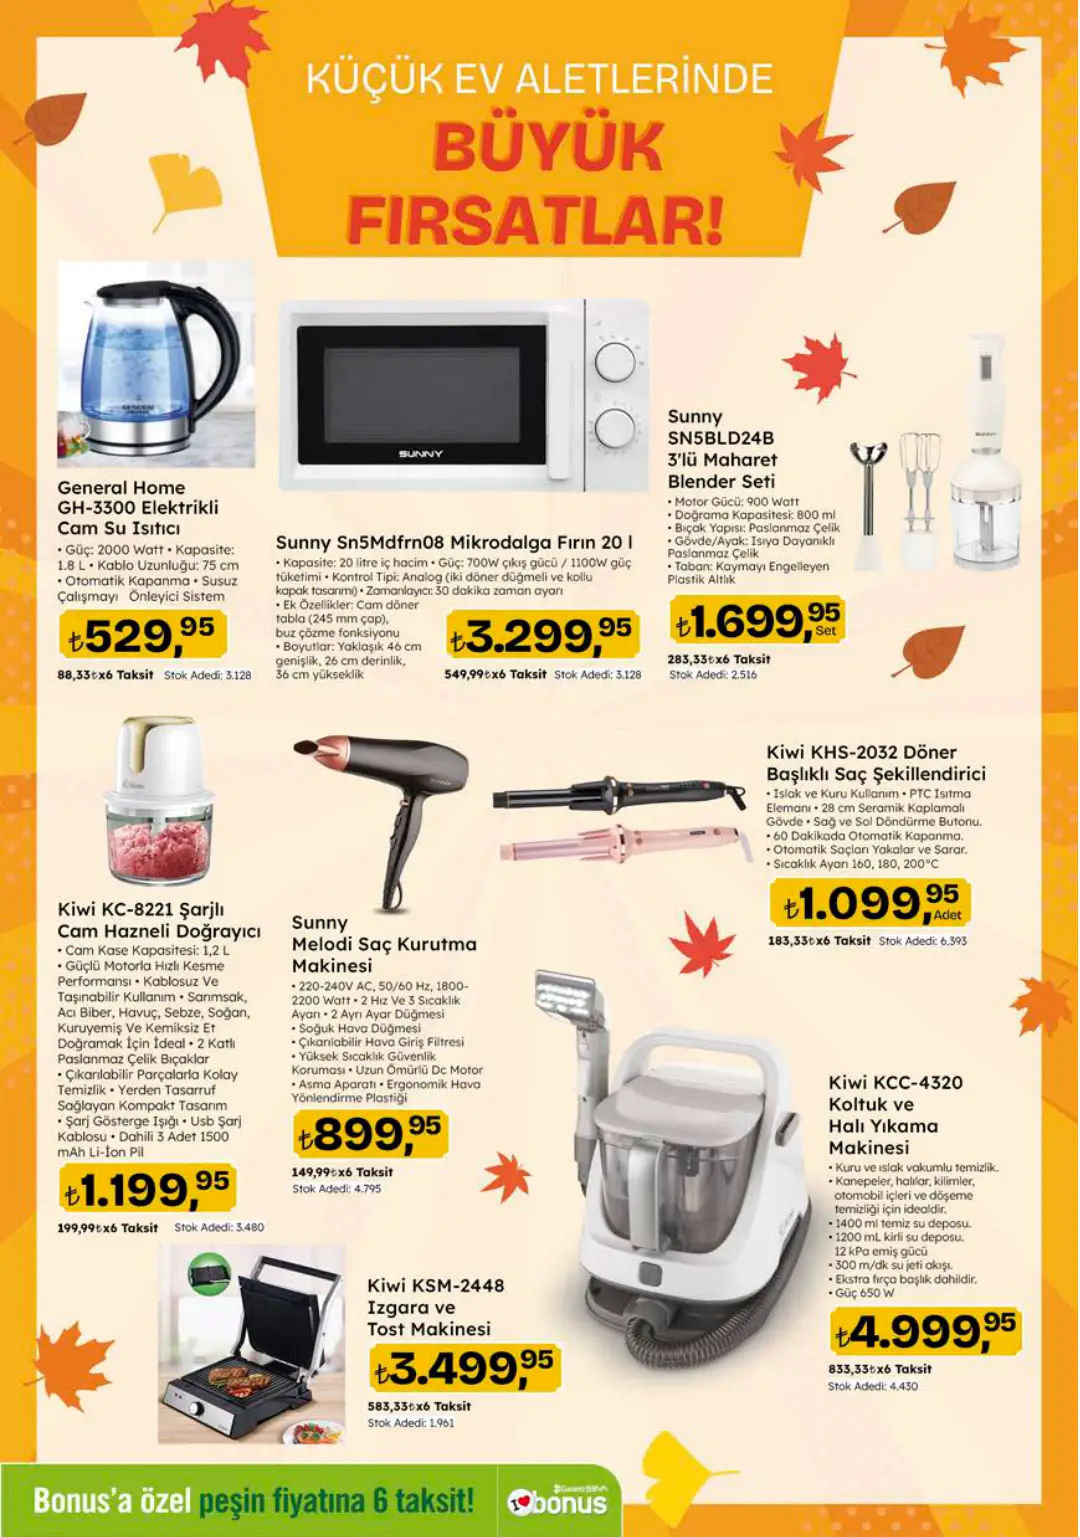 KÜÇÜK EV ALETLERİNDE
BÜYÜK
FIRSATLAR!
SUNNY
General Home
GH-3300 Elektrikli
Cam Su Isıtıcı
• Güç: 2000 Watt • Kapasite:
1.8 L • Kablo Uzunluğu: 75 cm
• Otomatik Kapanma • Susuz
Çalışmayı Önleyici Sistem
₺529,95
88,33₺x6 Taksit Stok Adedi: 3.128
Sunny Sn5Mdfrn08 Mikrodalga Fırın 20 l
• Kapasite: 20 litre iç hacim • Güç: 700W çıkış gücü / 1100W güç
tüketimi • Kontrol Tipi: Analog (iki döner düğmeli ve kollu
kapak tasarımı) • Zamanlayıcı: 30 dakika zaman ayarı
• Ek Özellikler: Cam döner
tabla (245 mm çap),
buz çözme fonksiyonu
• Boyutlar: Yaklaşık 46 cm
genişlik, 26 cm derinlik,
36 cm yükseklik
₺3.299,95
549,99₺x6 Taksit Stok Adedi: 3.128
Sunny
SN5BLD24B
3'lü Maharet
Blender Seti
• Motor Gücü: 900 Watt
• Doğrama Kapasitesi: 800 ml
• Bıçak Yapısı: Paslanmaz Çelik
• Gövde/Ayak: Isıya Dayanıklı
Paslanmaz Çelik
• Taban: Kaymayı Engelleyen
Plastik Altlık
₺1.699,95
Set
283,33₺x6 Taksit
Stok Adedi: 2.516
Kiwi KC-8221 Şarjlı
Cam Hazneli Doğrayıcı
• Cam Kase Kapasitesi: 1,2 L
• Güçlü Motorla Hızlı Kesme
Performansı • Kablosuz Ve
Taşınabilir Kullanım • Sarımsak,
Acı Biber, Havuç, Sebze, Soğan,
Kuruyemiş Ve Kemiksiz Et
Doğramak İçin İdeal • 2 Katlı
Paslanmaz Çelik Bıçaklar
• Çıkarılabilir Parçalarla Kolay
Temizlik • Yerden Tasarruf
Sağlayan Kompakt Tasarım
• Şarj Gösterge Işığı • Usb Şarj
Kablosu • Dahili 3 Adet 1500
mAh Li-İon Pil
₺1.199,95
199,99₺x6 Taksit Stok Adedi: 3.480
Sunny
Melodi Saç Kurutma
Makinesi
• 220-240V AC, 50/60 Hz, 1800-
2200 Watt • 2 Hız Ve 3 Sıcaklık
Ayarı • 2 Ayrı Ayar Düğmesi
• Soğuk Hava Düğmesi
• Çıkarılabilir Hava Giriş Filtresi
• Yüksek Sıcaklık Güvenlik
Koruması • Uzun Ömürlü Dc Motor
• Asma Aparatı • Ergonomik Hava
Yönlendirme Plastiği
₺899,95
149,99₺x6 Taksit
Stok Adedi: 4.795
Kiwi KHS-2032 Döner
Başlıklı Saç Şekillendirici
• Islak ve Kuru Kullanım • PTC Isıtma
Elemanı • 28 cm Seramik Kaplamalı
Gövde • Sağ ve Sol Döndürme Butonu.
• 60 Dakikada Otomatik Kapanma.
• Otomatik Saçları Yakalar ve Sarar.
• Sıcaklık Ayarı 160, 180, 200°C
₺1.099,95
Adet
183,33₺x6 Taksit Stok Adedi: 6.393
Kiwi KCC-4320
Koltuk ve
Halı Yıkama
Makinesi
• Kuru ve ıslak vakumlu temizlik.
• Kanepeler, halılar, kilimler,
otomobil içleri ve döşeme
temizliği için idealdir.
• 1400 ml temiz su deposu.
• 1200 mL kirli su deposu.
12 kPa emiş gücü
• 300 m/dk su jeti akışı.
• Ekstra fırça başlık dahildir.
• Güç 650 W
₺4.999,95
833,33₺x6 Taksit
Stok Adedi: 4.430
Kiwi KSM-2448
Izgara ve
Tost Makinesi
₺3.499,95
583,33₺x6 Taksit
Stok Adedi: 1.961
Bonus'a özel peşin fiyatına 6 taksit!
Garanti BBVA
bonus